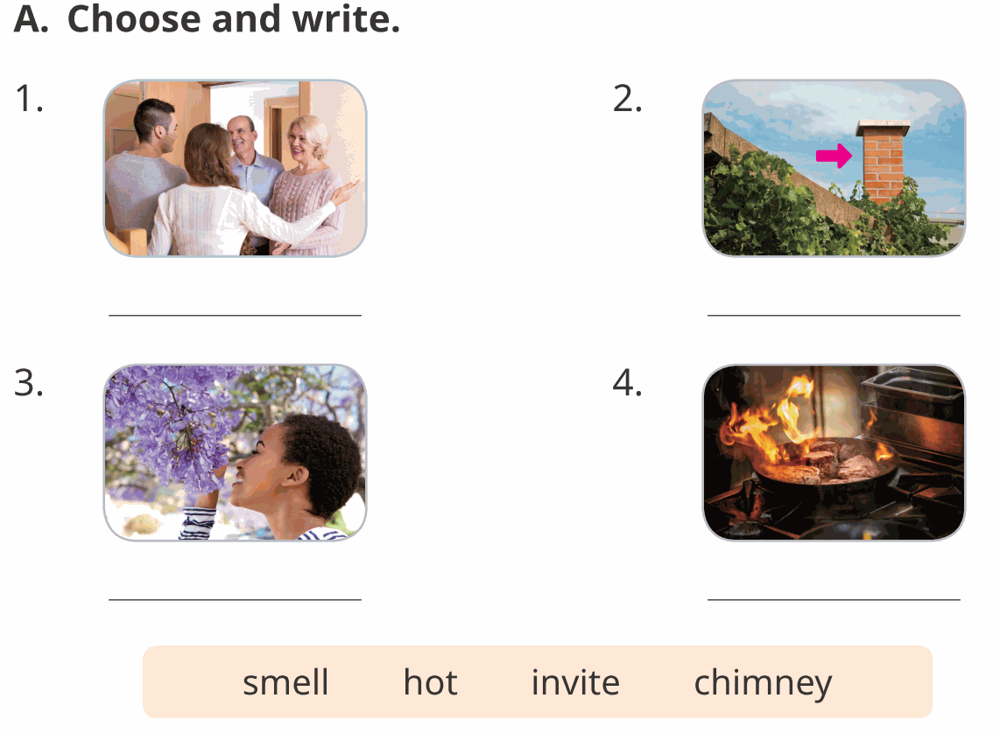 A. Choose and write.
1.
2.
3.
4.
smell hot invite chimney